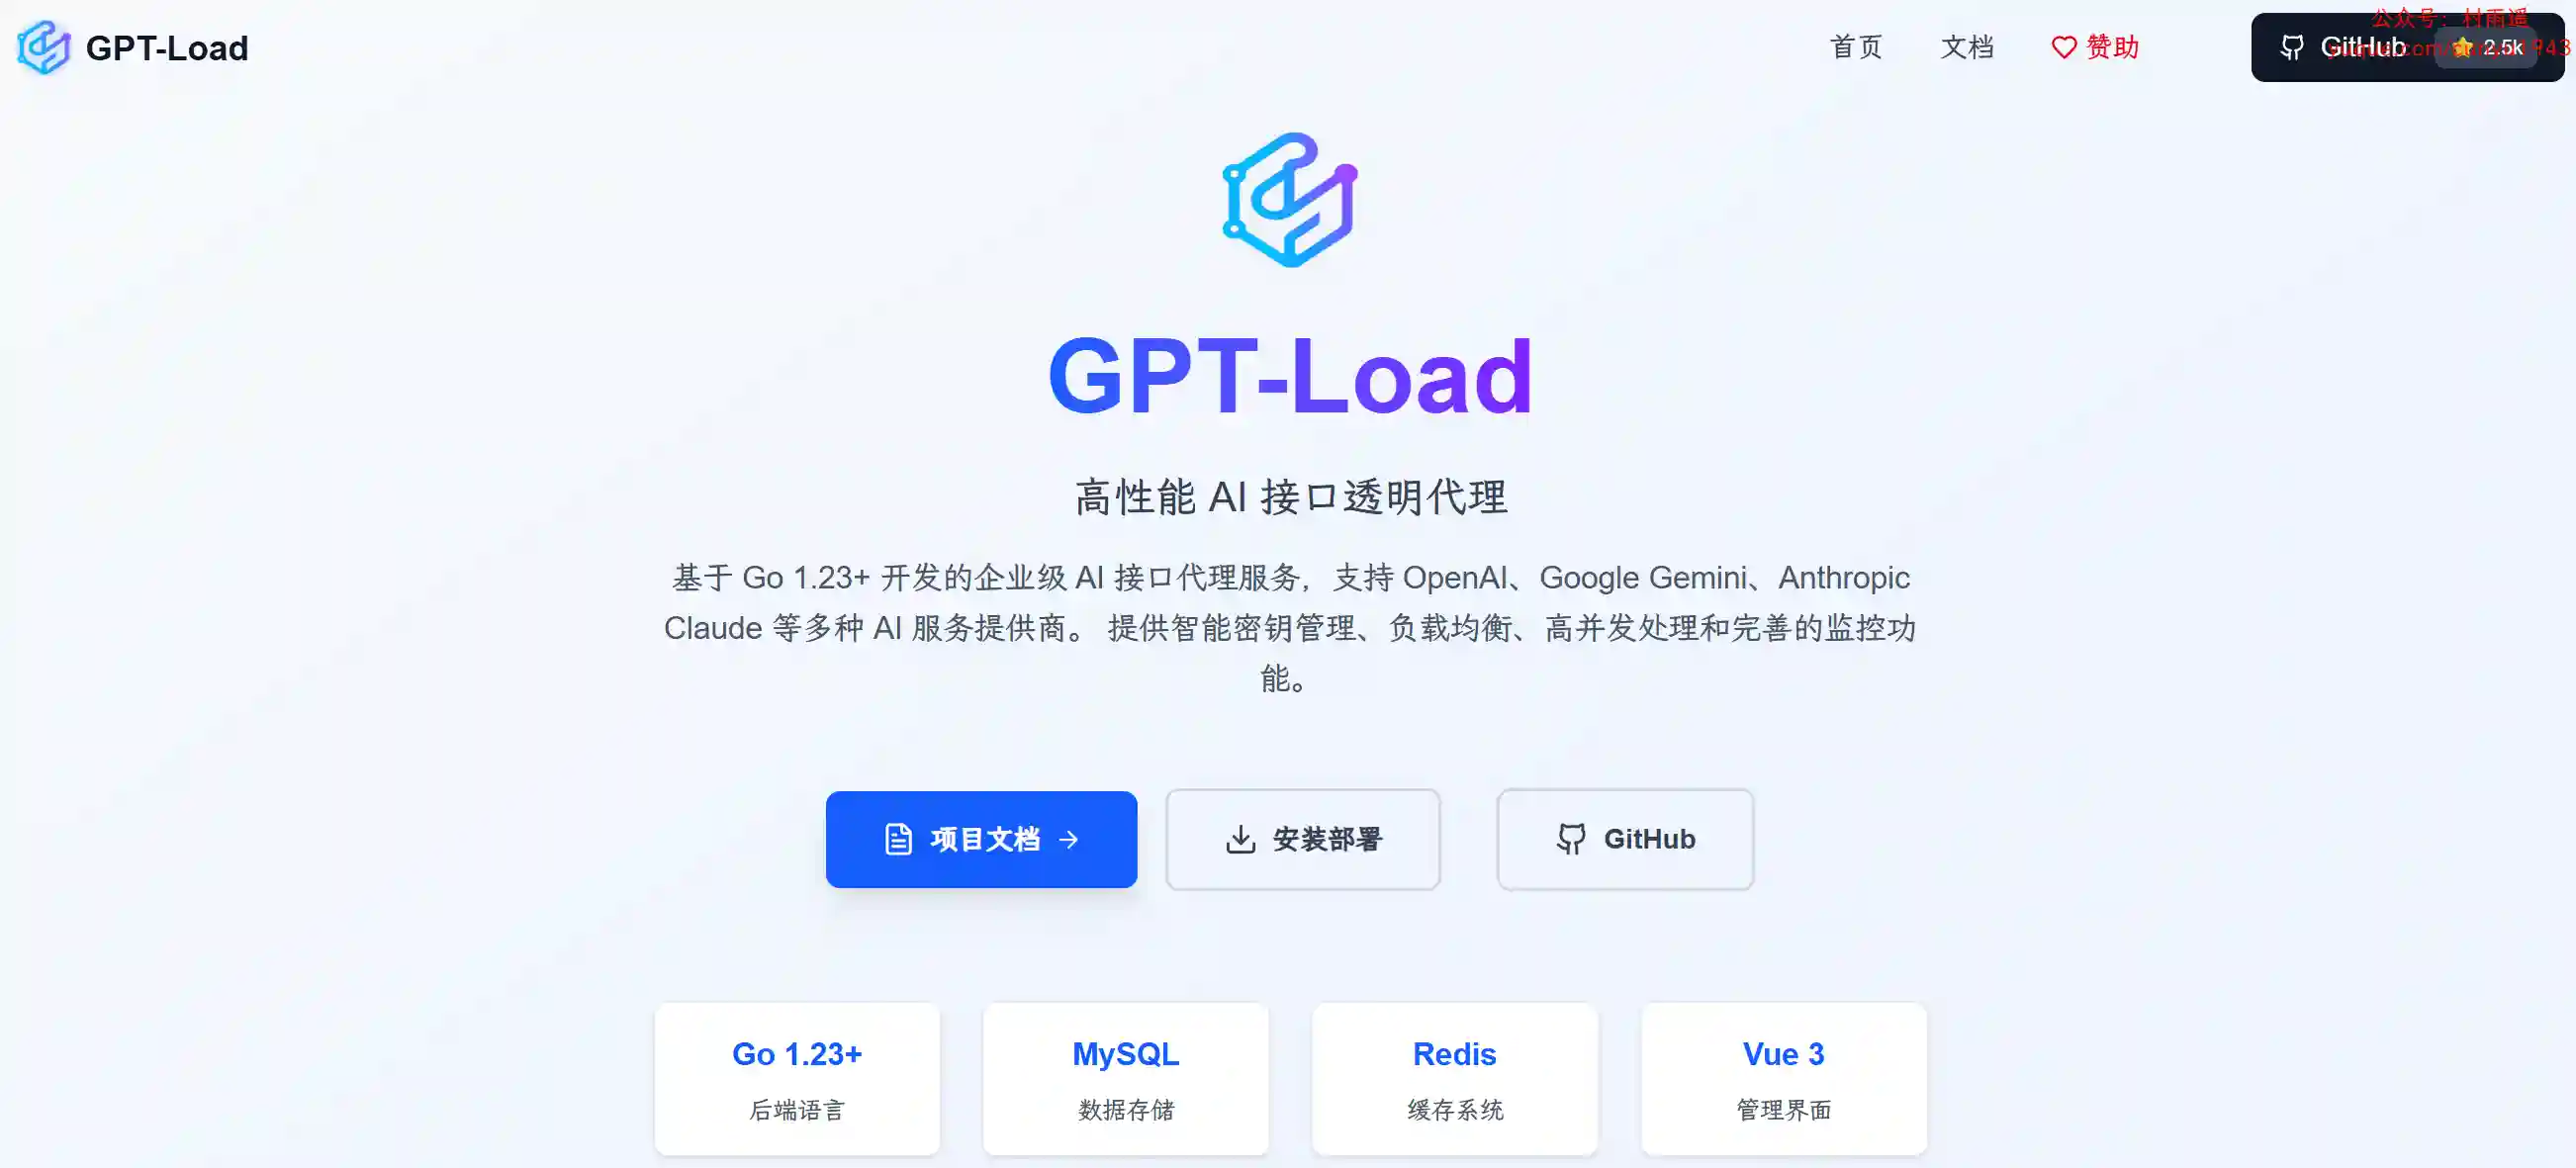 GPT-Load
首页
文档
赞助
GitHub
2.5k
公众号：村雨遥
GPT-Load
高性能 AI 接口透明代理
基于 Go 1.23+ 开发的企业级 AI 接口代理服务，支持 OpenAI、Google Gemini、Anthropic
Claude 等多种 AI 服务提供商。 提供智能密钥管理、负载均衡、高并发处理和完善的监控功
能。
项目文档
安装部署
GitHub
Go 1.23+
MySQL
Redis
Vue 3
后端语言
数据存储
缓存系统
管理界面